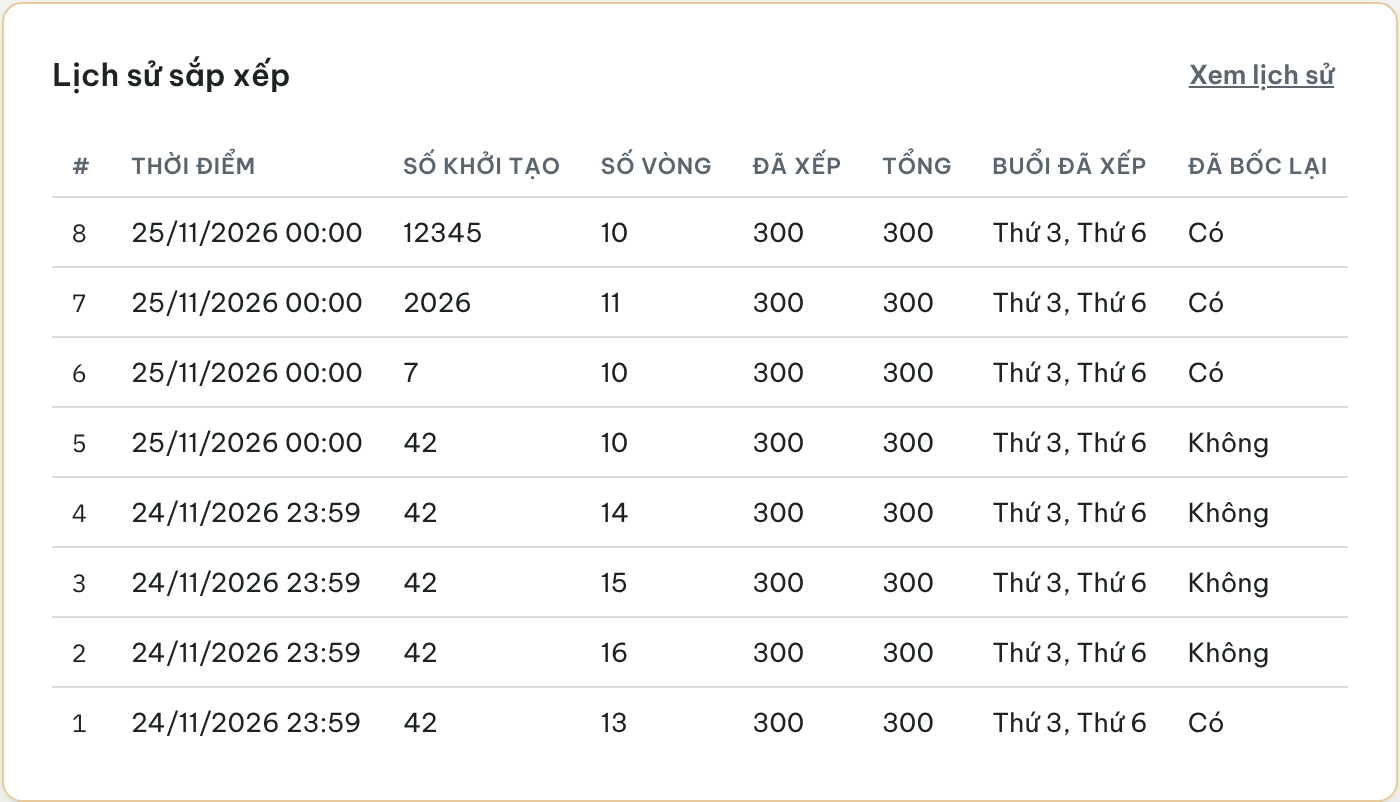 Lịch sử sắp xếp Xem lịch sử
# THỜI ĐIỂM SỐ KHỞI TẠO SỐ VÒNG ĐÃ XẾP TỔNG BUỔI ĐÃ XẾP ĐÃ BỐC LẠI
8 25/11/2026 00:00 12345 10 300 300 Thứ 3, Thứ 6 Có
7 25/11/2026 00:00 2026 11 300 300 Thứ 3, Thứ 6 Có
6 25/11/2026 00:00 7 10 300 300 Thứ 3, Thứ 6 Có
5 25/11/2026 00:00 42 10 300 300 Thứ 3, Thứ 6 Không
4 24/11/2026 23:59 42 14 300 300 Thứ 3, Thứ 6 Không
3 24/11/2026 23:59 42 15 300 300 Thứ 3, Thứ 6 Không
2 24/11/2026 23:59 42 16 300 300 Thứ 3, Thứ 6 Không
1 24/11/2026 23:59 42 13 300 300 Thứ 3, Thứ 6 Có